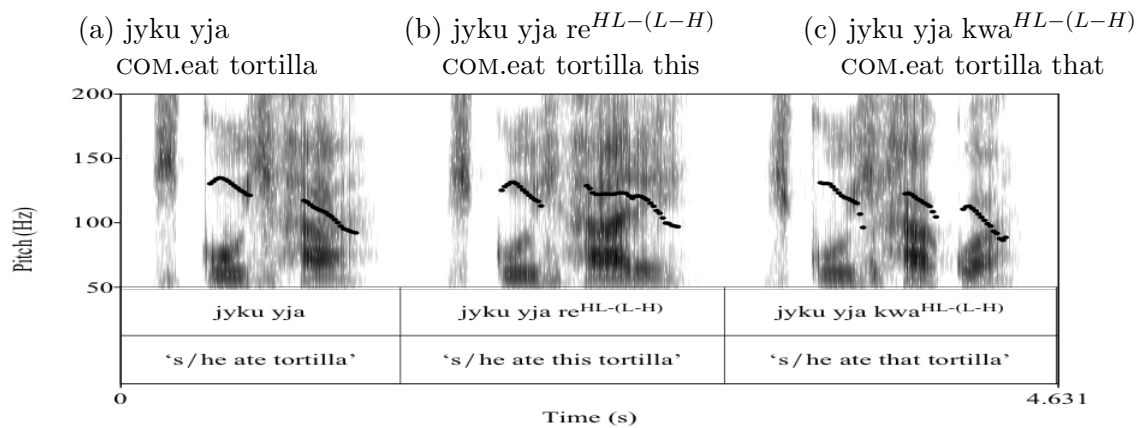 (a) jyku yja (b) jyku yja re^{HL−(L−H)} (c) jyku yja kwa^{HL−(L−H)}
COM.eat tortilla COM.eat tortilla this COM.eat tortilla that
200
150
100
50
Pitch (Hz)
jyku yja jyku yja re^{HL-(L-H)} jyku yja kwa^{HL-(L-H)}
‘s/he ate tortilla’ ‘s/he ate this tortilla’ ‘s/he ate that tortilla’
0 4.631
Time (s)